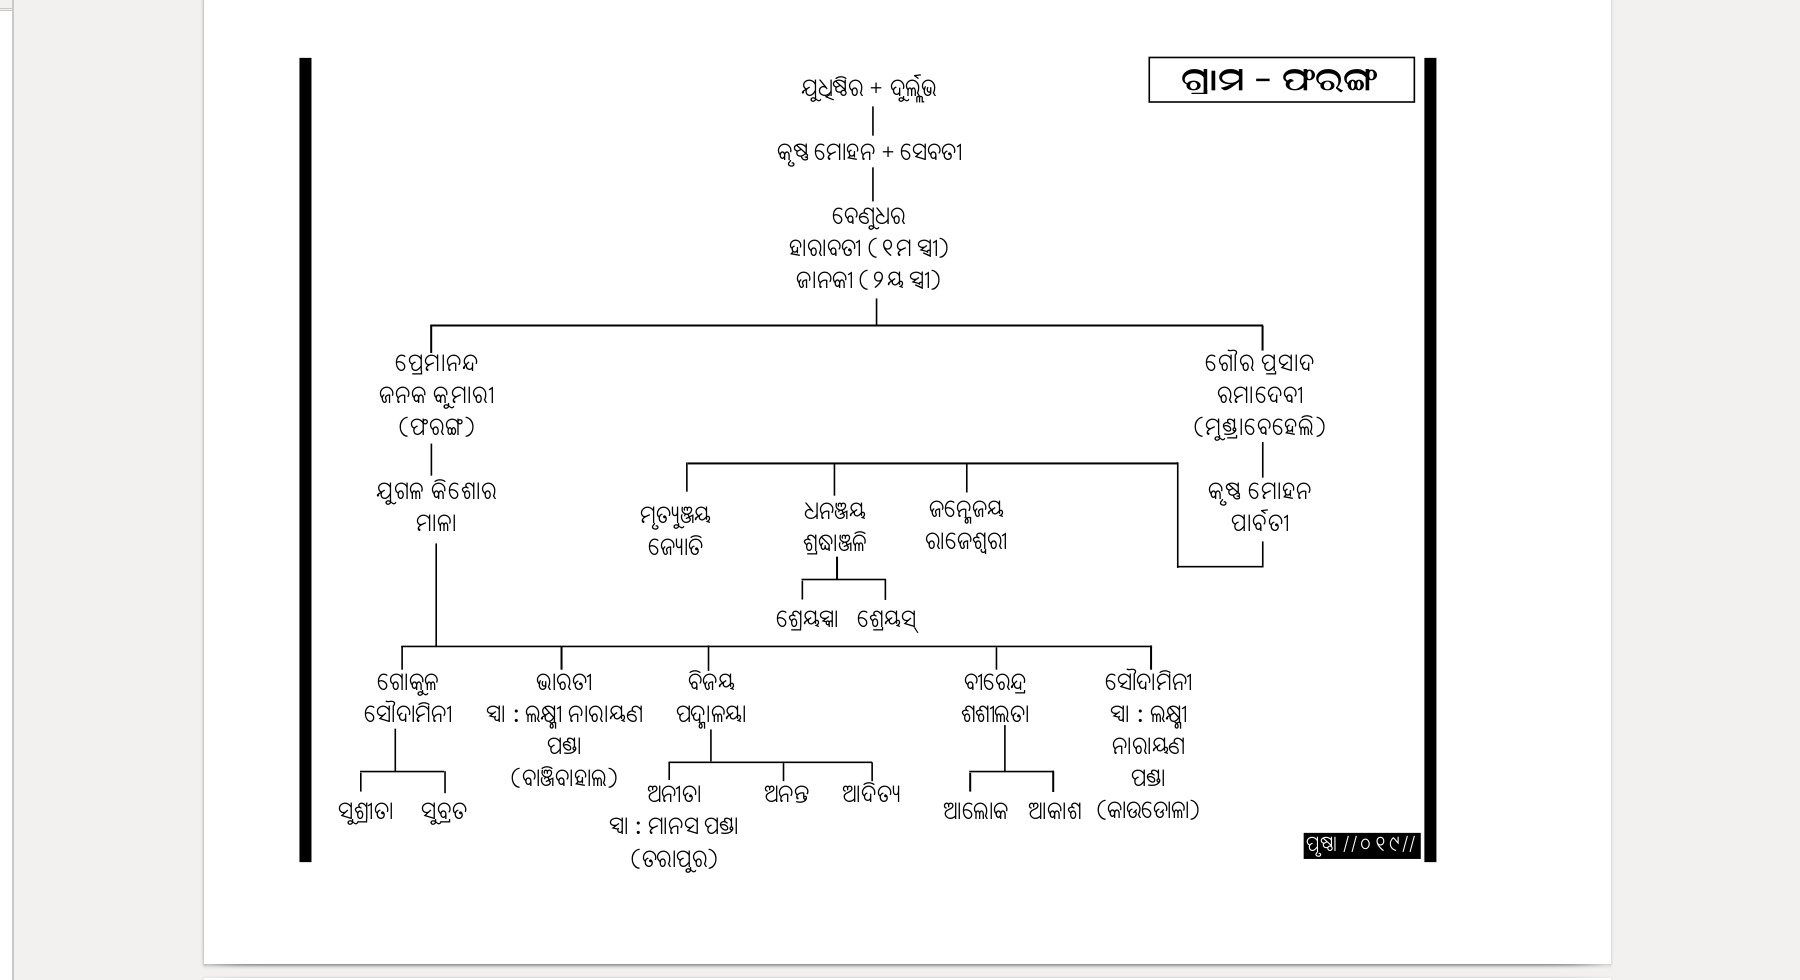 ଗ୍ରାମ – ଫରଙ୍ଗ
ଯୁଧିଷ୍ଠିର + ଦୁର୍ଲ୍ଲଭ
କୃଷ୍ଣ ମୋହନ + ସେବତୀ
ବେଣୁଧର
ହାରାବତୀ (୧ମ ସ୍ତ୍ରୀ)
ଜାନକୀ (୨ୟ ସ୍ତ୍ରୀ)
ପ୍ରେମାନନ୍ଦ
ଜନକ କୁମାରୀ
(ଫରଙ୍ଗ)
ଗୌର ପ୍ରସାଦ
ରମାଦେବୀ
(ମୁଣ୍ଡାବେହେଲି)
ଯୁଗଳ କିଶୋର
ମାଳା
ମୃତ୍ୟୁଞ୍ଜୟ
ଜ୍ୟୋତି
ଧନଞ୍ଜୟ
ଶ୍ରଦ୍ଧାଞ୍ଜଳି
ଜନ୍ମେଜୟ
ରାଜେଶ୍ୱରୀ
କୃଷ୍ଣ ମୋହନ
ପାର୍ବତୀ
ଶ୍ରେୟସ୍କା ଶ୍ରେୟସ୍
ଗୋକୁଳ
ସୌଦାମିନୀ
ଭାରତୀ
ସ୍ଵା : ଲକ୍ଷ୍ମୀ ନାରାୟଣ
ପଣ୍ଡା
(ବାଞ୍ଜିବାହାଲ)
ବିଜୟ
ପଦ୍ମାଳୟା
ବୀରେନ୍ଦ୍ର
ଶଶୀଲତା
ସୌଦାମିନୀ
ସ୍ଵା : ଲକ୍ଷ୍ମୀ
ନାରାୟଣ
ପଣ୍ଡା
(କାଉଡୋଳା)
ସୁଶ୍ରୀତା ସୁବ୍ରତ
ଅନୀତା
ସ୍ଵା : ମାନସ ପଣ୍ଡା
(ତରାପୁର)
ଅନନ୍ତ
ଆଦିତ୍ୟ
ଆଲୋକ ଆକାଶ
ପୃଷ୍ଠା //୦୧୯//